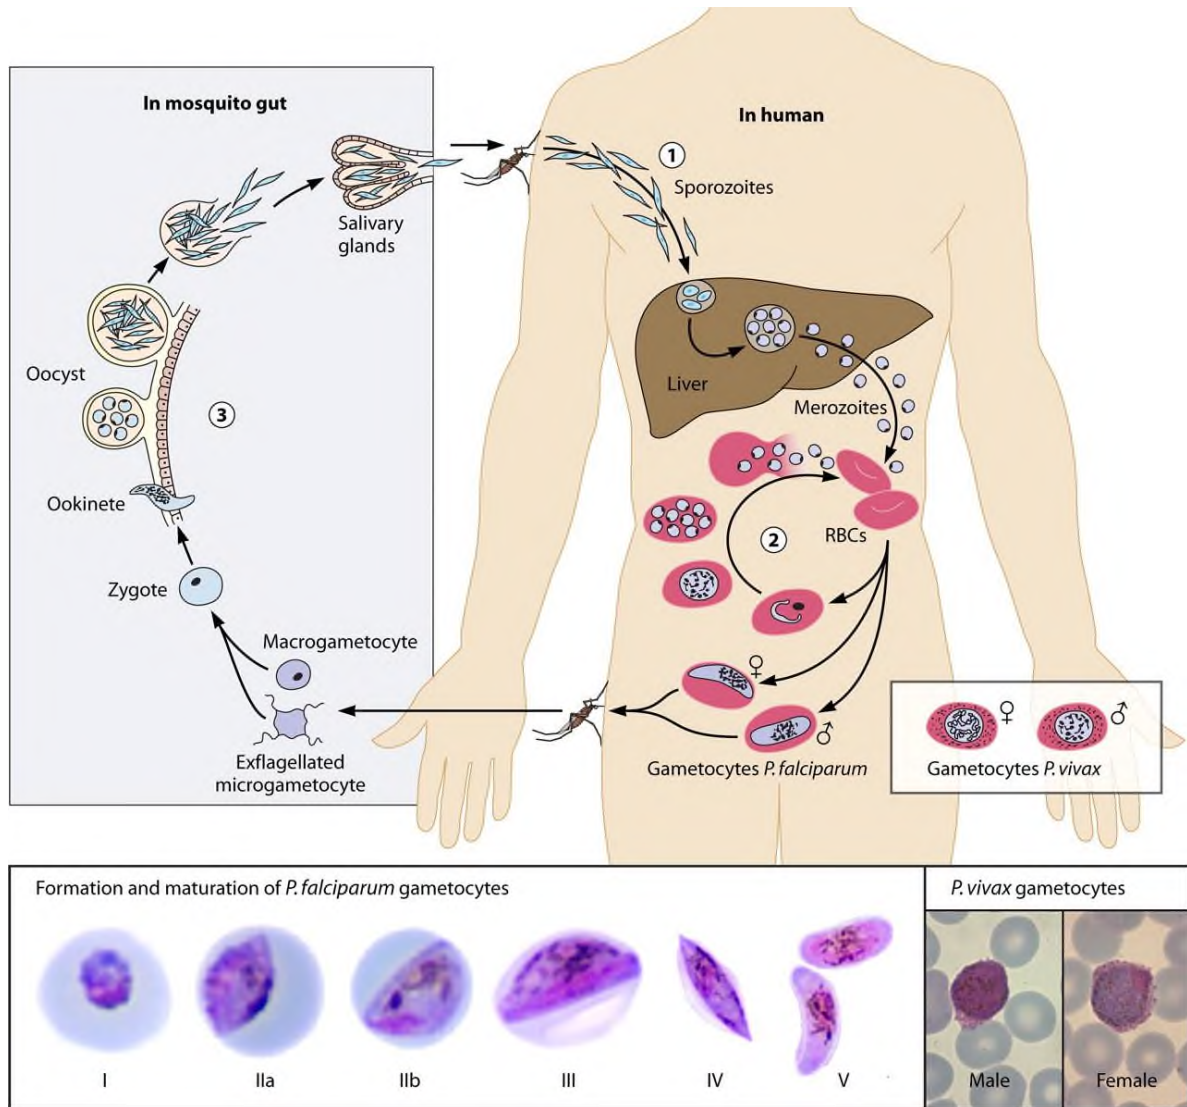 In mosquito gut
In human
1
Sporozoites
Salivary
glands
Oocyst
3
Liver
Merozoites
Ookinete
2
RBCs
Zygote
Macrogametocyte
♀
♂
Exflagellated
microgametocyte
Gametocytes P. falciparum
♀
♂
Gametocytes P. vivax
Formation and maturation of P. falciparum gametocytes
I
IIa
IIb
III
IV
V
P. vivax gametocytes
Male
Female